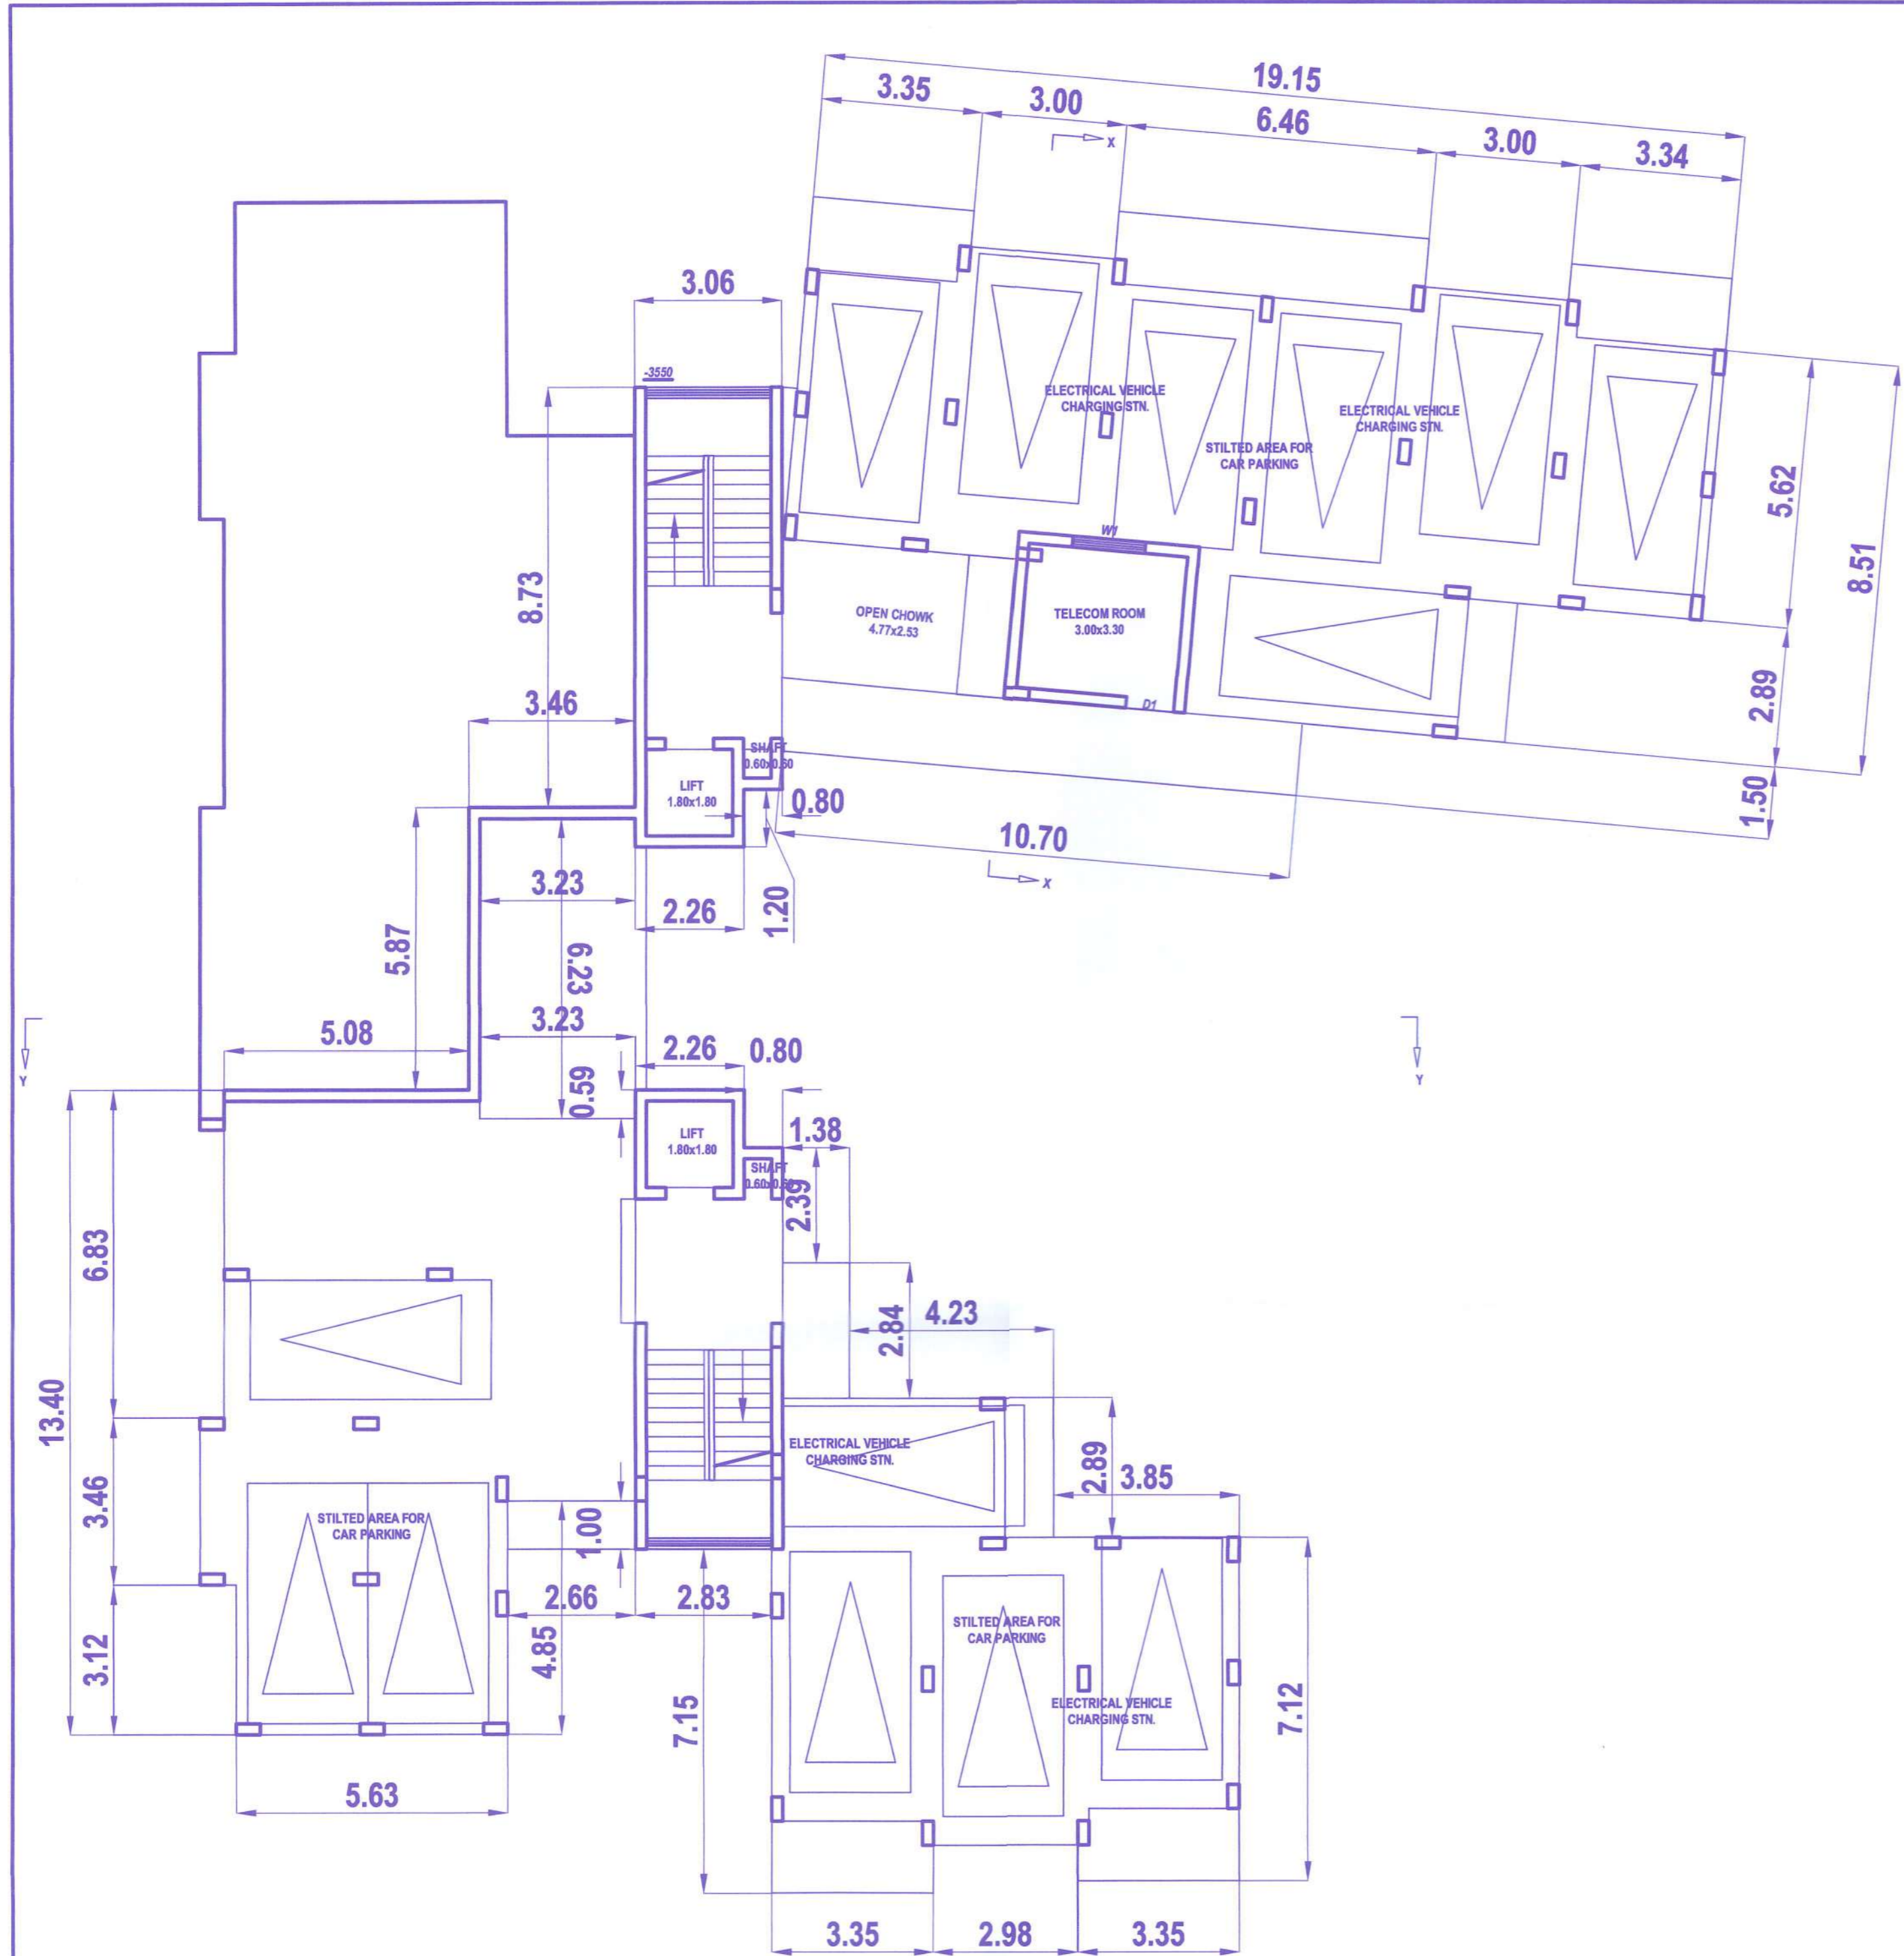 19.15
3.35
3.00
6.46
3.00
3.34
X
3.06
-3550
ELECTRICAL VEHICLE
CHARGING STN.
ELECTRICAL VEHICLE
CHARGING STN.
STILTED AREA FOR
CAR PARKING
5.62
8.51
W1
8.73
OPEN CHOWK
4.77x2.53
TELECOM ROOM
3.00x3.30
2.89
3.46
D1
SHAFT
0.60x0.60
LIFT
1.80x1.80
0.80
1.50
10.70
X
3.23
2.26
1.20
5.87
6.23
3.23
5.08
2.26
0.80
Y
Y
0.59
LIFT
1.80x1.80
1.38
SHAFT
0.60x0.60
2.39
6.83
2.84
4.23
13.40
ELECTRICAL VEHICLE
CHARGING STN.
2.89
3.85
3.46
STILTED AREA FOR
CAR PARKING
1.00
2.66
2.83
STILTED AREA FOR
CAR PARKING
3.12
4.85
ELECTRICAL VEHICLE
CHARGING STN.
7.15
7.12
5.63
3.35
2.98
3.35